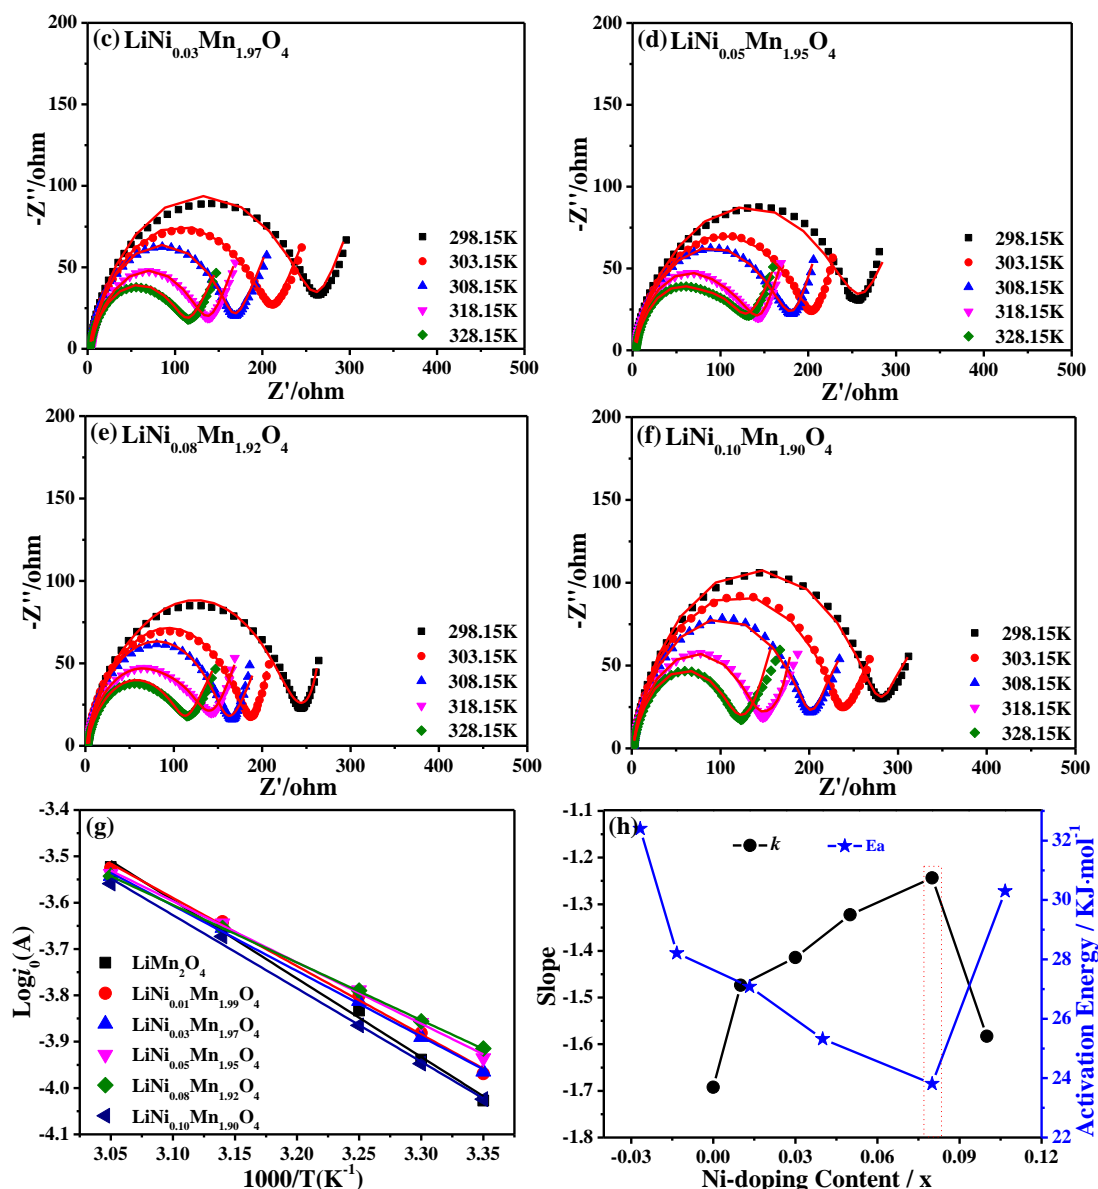 (c) LiNi0.03Mn1.97O4
200
150
100
50
0
-Z''/ohm
298.15K
303.15K
308.15K
318.15K
328.15K
0 100 200 300 400 500
Z'/ohm
(d) LiNi0.05Mn1.95O4
200
150
100
50
0
-Z''/ohm
298.15K
303.15K
308.15K
318.15K
328.15K
0 100 200 300 400 500
Z'/ohm
(e) LiNi0.08Mn1.92O4
200
150
100
50
0
-Z''/ohm
298.15K
303.15K
308.15K
318.15K
328.15K
0 100 200 300 400 500
Z'/ohm
(f) LiNi0.10Mn1.90O4
200
150
100
50
0
-Z''/ohm
298.15K
303.15K
308.15K
318.15K
328.15K
0 100 200 300 400 500
Z'/ohm
(g)
-3.4
-3.5
-3.6
-3.7
-3.8
-3.9
-4.0
-4.1
Logi0(A)
LiMn2O4
LiNi0.01Mn1.99O4
LiNi0.03Mn1.97O4
LiNi0.05Mn1.95O4
LiNi0.08Mn1.92O4
LiNi0.10Mn1.90O4
3.05 3.10 3.15 3.20 3.25 3.30 3.35
1000/T(K-1)
(h)
k Ea
-1.1
-1.2
-1.3
-1.4
-1.5
-1.6
-1.7
-1.8
Slope
32
30
28
26
24
22
Activation Energy / KJ·mol-1
-0.03 0.00 0.03 0.06 0.09 0.12
Ni-doping Content / x